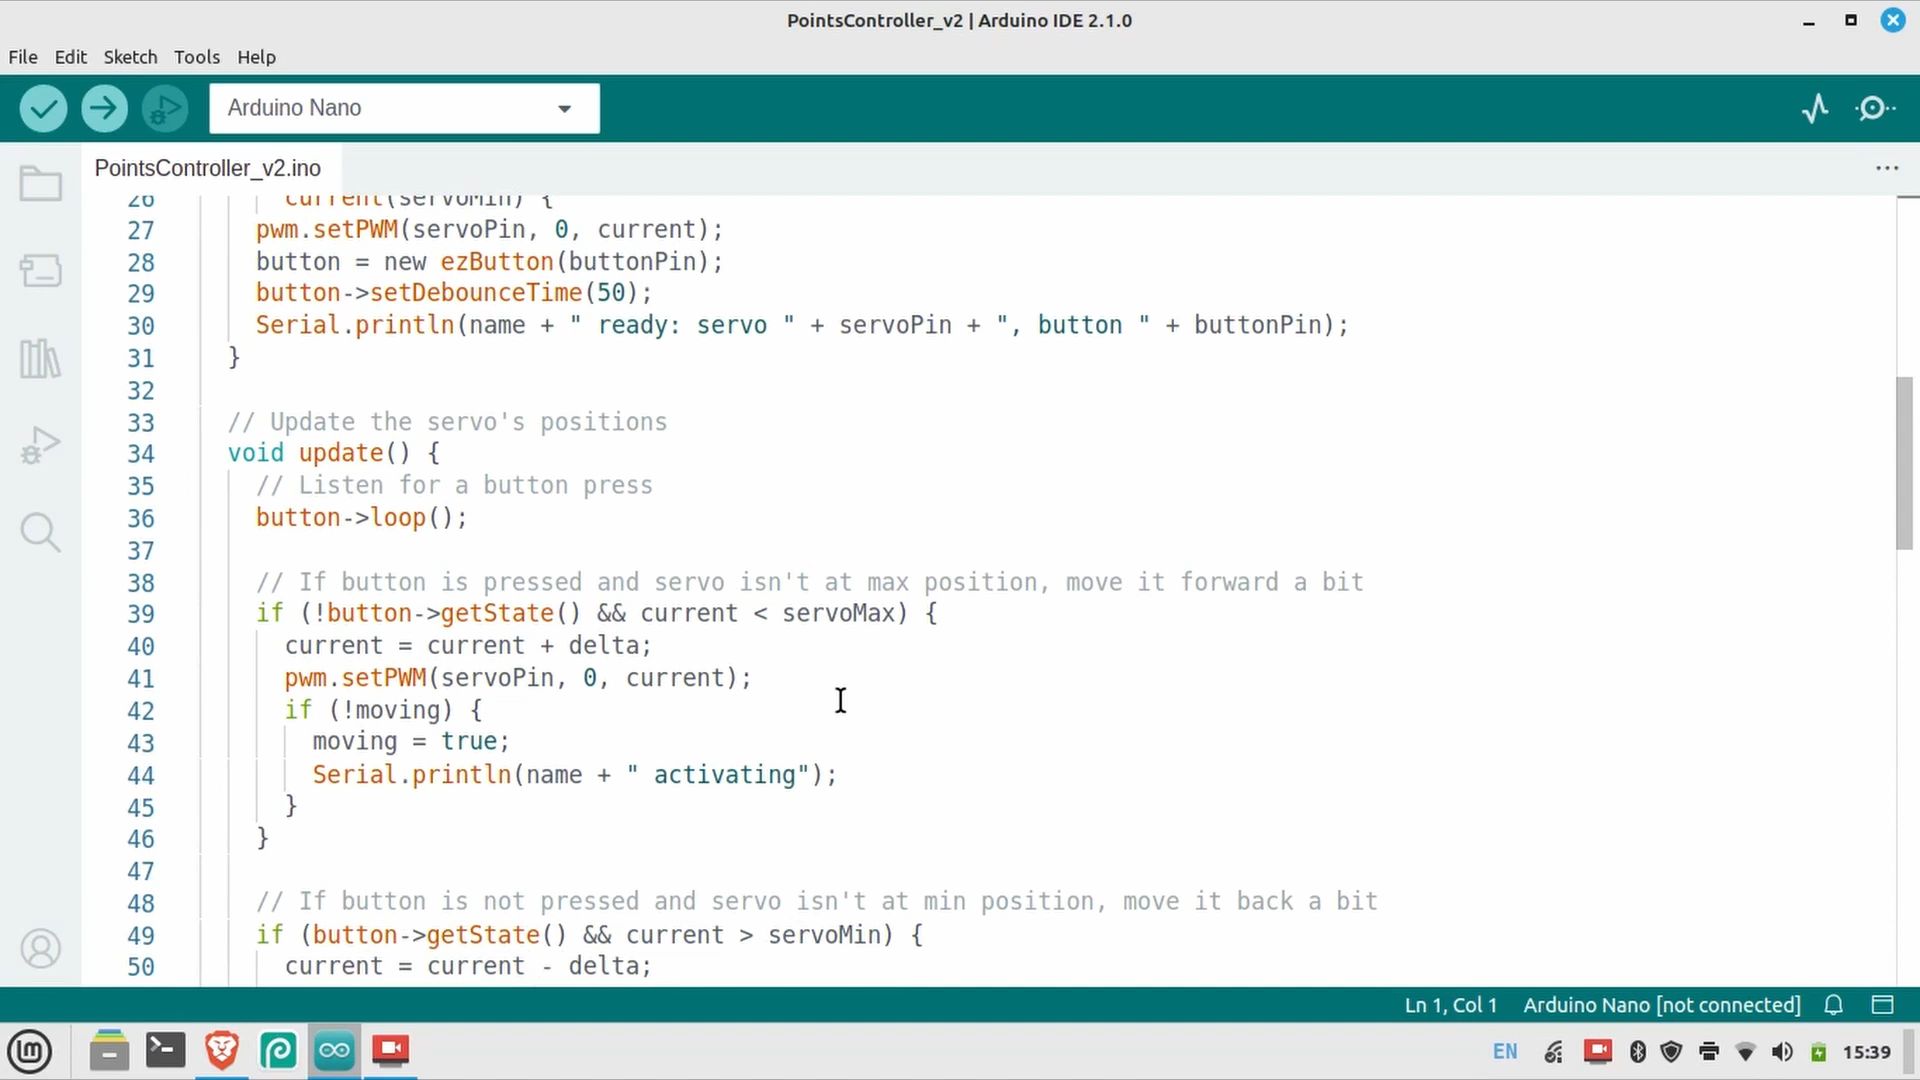 PointsController_v2 | Arduino IDE 2.1.0
File Edit Sketch Tools Help
Arduino Nano
PointsController_v2.ino
26 current(servoMin) {
27 pwm.setPWM(servoPin, 0, current);
28 button = new ezButton(buttonPin);
29 button->setDebounceTime(50);
30 Serial.println(name + " ready: servo " + servoPin + ", button " + buttonPin);
31 }
32
33 // Update the servo's positions
34 void update() {
35 // Listen for a button press
36 button->loop();
37
38 // If button is pressed and servo isn't at max position, move it forward a bit
39 if (!button->getState() && current < servoMax) {
40 current = current + delta;
41 pwm.setPWM(servoPin, 0, current);
42 if (!moving) {
43 moving = true;
44 Serial.println(name + " activating");
45 }
46 }
47
48 // If button is not pressed and servo isn't at min position, move it back a bit
49 if (button->getState() && current > servoMin) {
50 current = current - delta;
Ln 1, Col 1 Arduino Nano [not connected]
EN 15:39